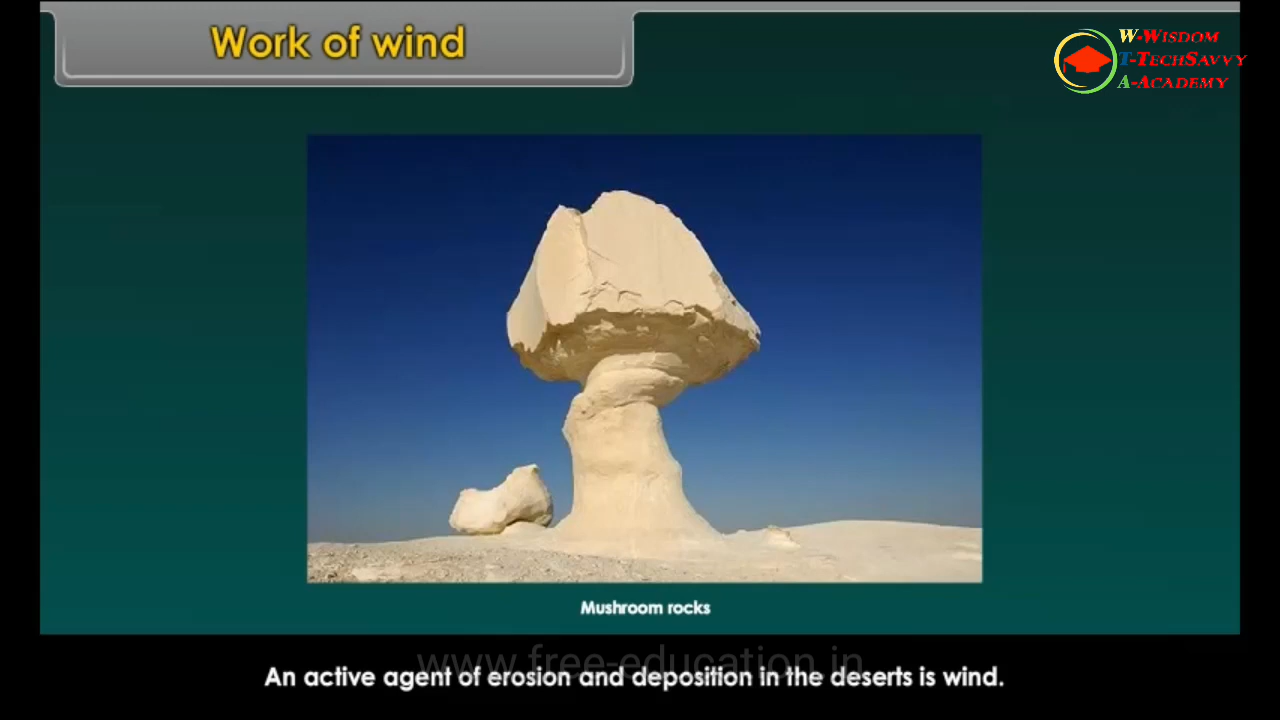 Work of wind
W-Wisdom
T-TechSavvy
A-Academy
Mushroom rocks
www.free-education.in
An active agent of erosion and deposition in the deserts is wind.